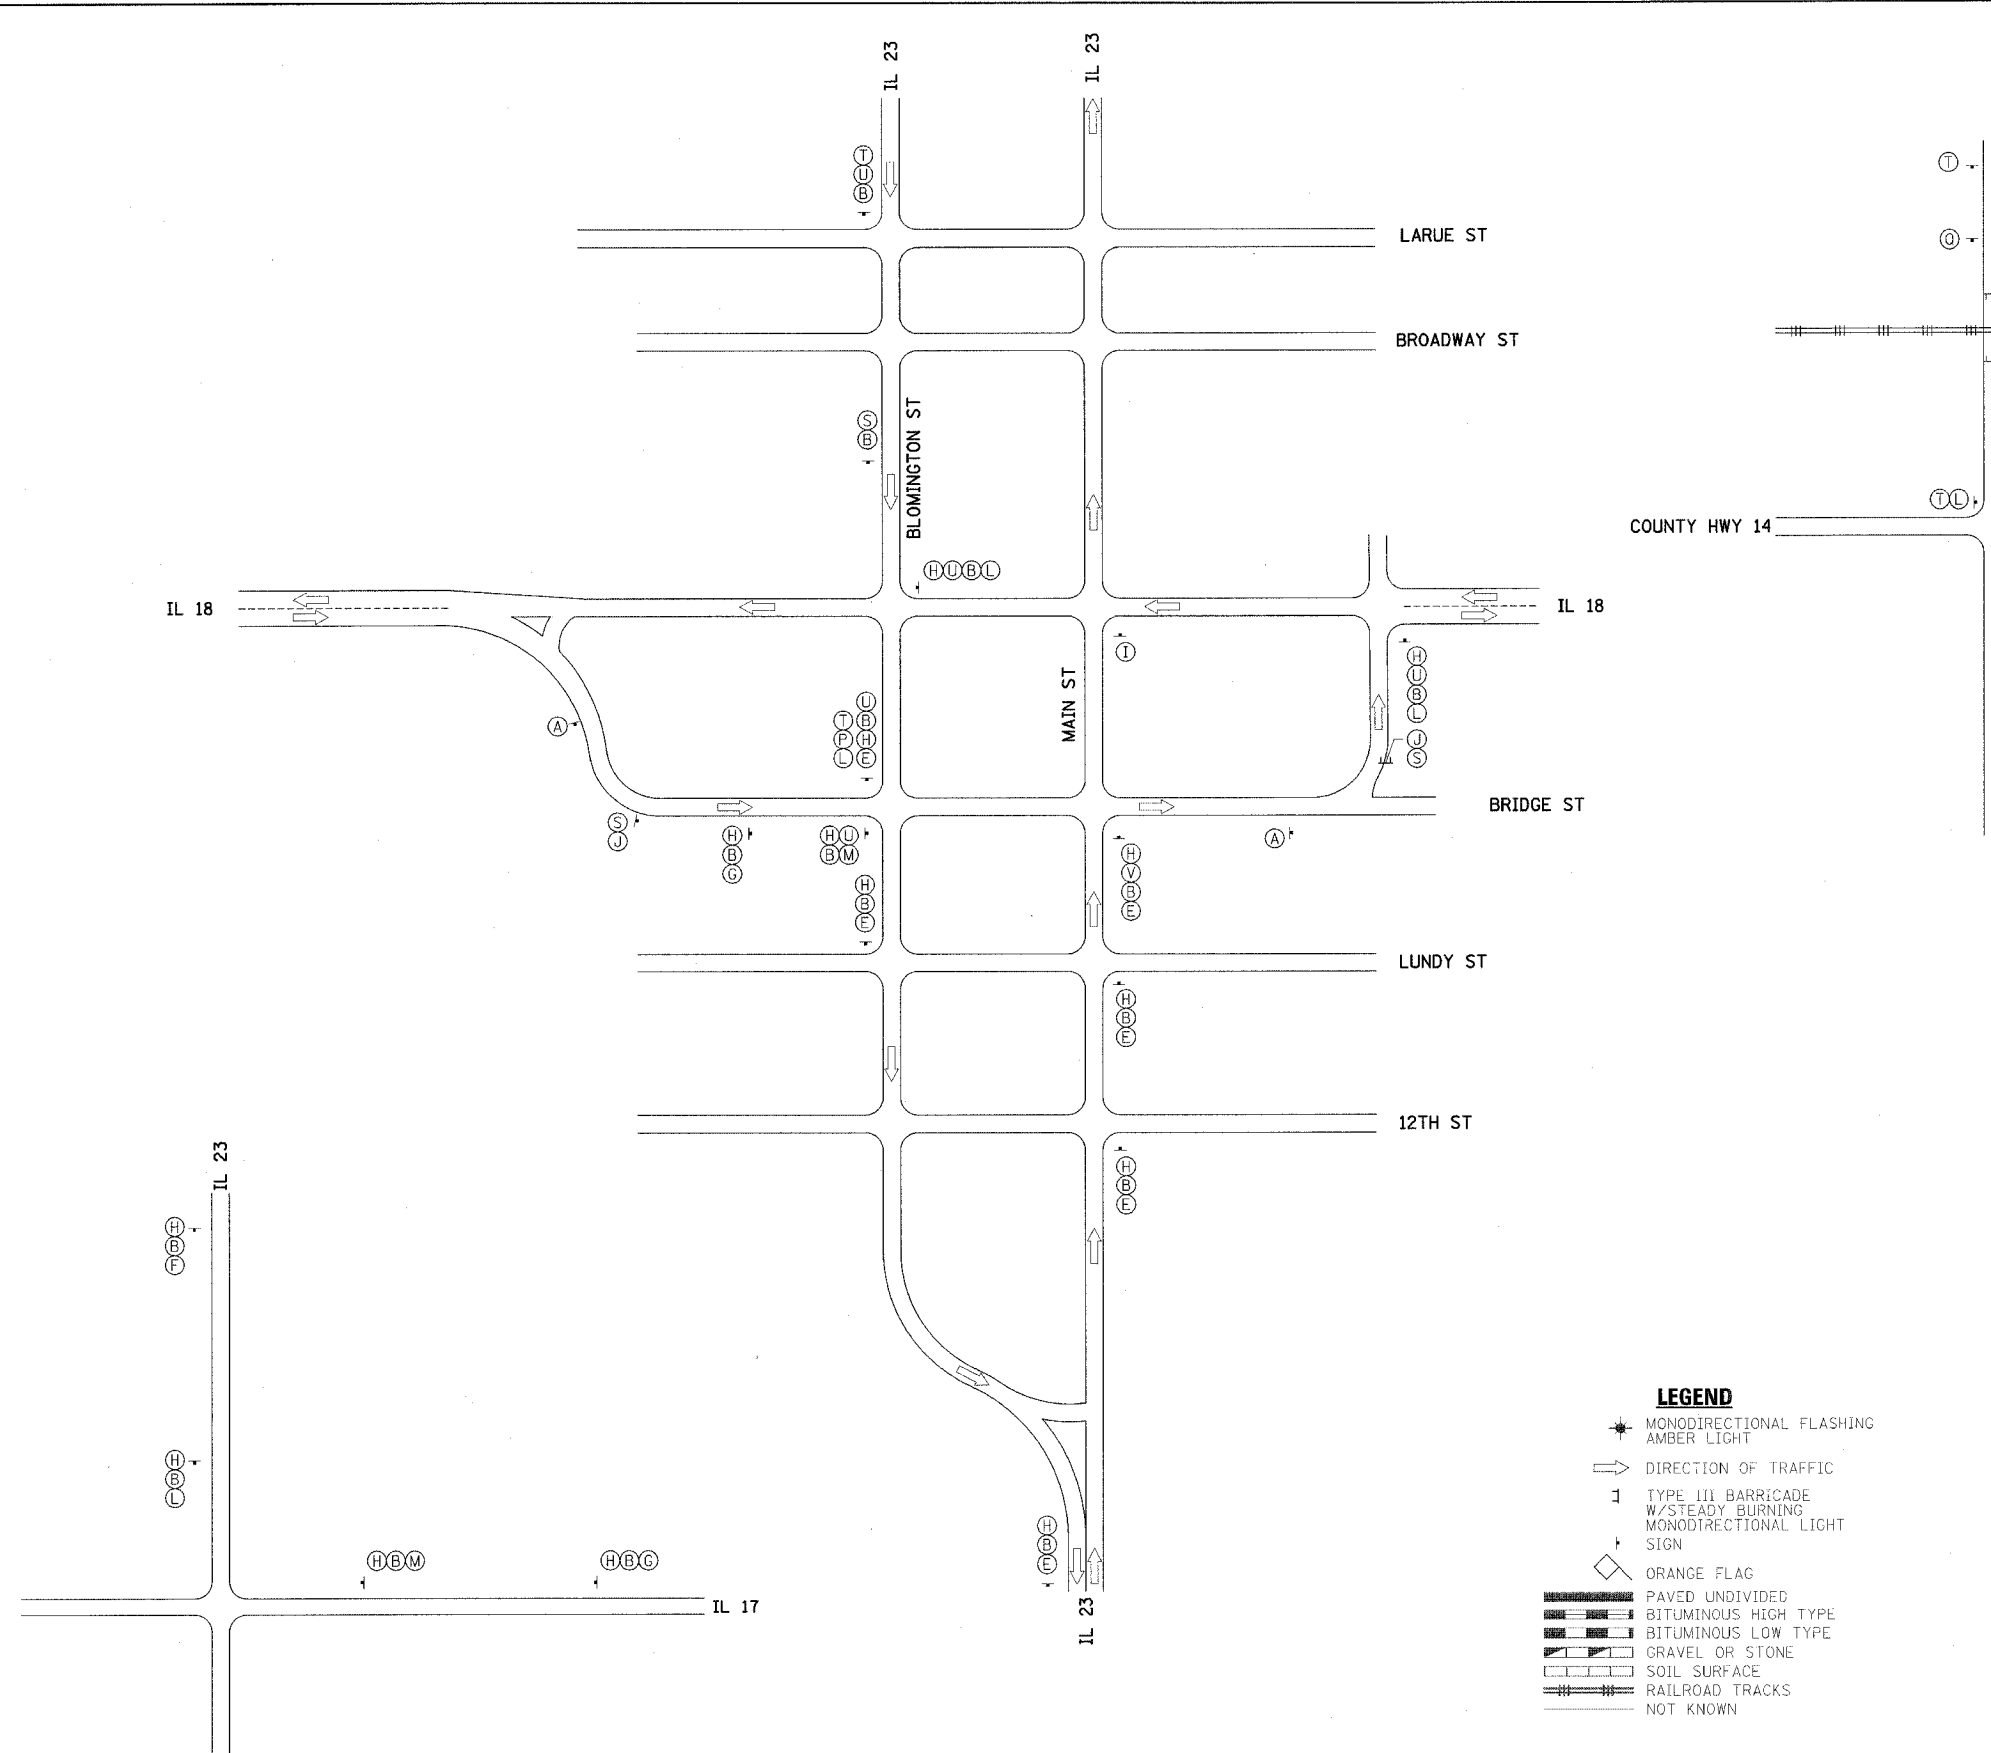 IL 23
IL 23
T
U
B
T
LARUE ST
Q
BROADWAY ST
S
B
BLOMINGTON ST
T L
COUNTY HWY 14
H U B L
IL 18
IL 18
I
H
U
B
L
MAIN ST
A
U
T B
P H
L E
J
S
BRIDGE ST
S
J
H
B
G
H U
B M
A
H
V
B
E
H
B
E
LUNDY ST
H
B
E
12TH ST
IL 23
H
B
E
H
B
F
H
B
L
H B M
H B G
IL 17
H
B
E
IL 23
LEGEND
MONODIRECTIONAL FLASHING
AMBER LIGHT
DIRECTION OF TRAFFIC
TYPE III BARRICADE
W/STEADY BURNING
MONODIRECTIONAL LIGHT
SIGN
ORANGE FLAG
PAVED UNDIVIDED
BITUMINOUS HIGH TYPE
BITUMINOUS LOW TYPE
GRAVEL OR STONE
SOIL SURFACE
RAILROAD TRACKS
NOT KNOWN